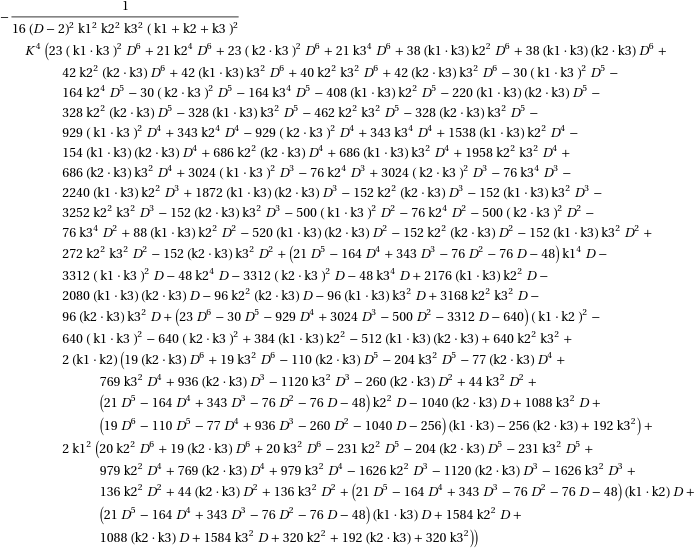 − 1
16 (D − 2)² k1² k2² k3² ( k1 + k2 + k3 )²
K⁴ (23 ( k1 · k3 )² D⁶ + 21 k2⁴ D⁶ + 23 ( k2 · k3 )² D⁶ + 21 k3⁴ D⁶ + 38 (k1 · k3) k2² D⁶ + 38 (k1 · k3) (k2 · k3) D⁶ +
42 k2² (k2 · k3) D⁶ + 42 (k1 · k3) k3² D⁶ + 40 k2² k3² D⁶ + 42 (k2 · k3) k3² D⁶ − 30 ( k1 · k3 )² D⁵ −
164 k2⁴ D⁵ − 30 ( k2 · k3 )² D⁵ − 164 k3⁴ D⁵ − 408 (k1 · k3) k2² D⁵ − 220 (k1 · k3) (k2 · k3) D⁵ −
328 k2² (k2 · k3) D⁵ − 328 (k1 · k3) k3² D⁵ − 462 k2² k3² D⁵ − 328 (k2 · k3) k3² D⁵ −
929 ( k1 · k3 )² D⁴ + 343 k2⁴ D⁴ − 929 ( k2 · k3 )² D⁴ + 343 k3⁴ D⁴ + 1538 (k1 · k3) k2² D⁴ −
154 (k1 · k3) (k2 · k3) D⁴ + 686 k2² (k2 · k3) D⁴ + 686 (k1 · k3) k3² D⁴ + 1958 k2² k3² D⁴ +
686 (k2 · k3) k3² D⁴ + 3024 ( k1 · k3 )² D³ − 76 k2⁴ D³ + 3024 ( k2 · k3 )² D³ − 76 k3⁴ D³ −
2240 (k1 · k3) k2² D³ + 1872 (k1 · k3) (k2 · k3) D³ − 152 k2² (k2 · k3) D³ − 152 (k1 · k3) k3² D³ −
3252 k2² k3² D³ − 152 (k2 · k3) k3² D³ − 500 ( k1 · k3 )² D² − 76 k2⁴ D² − 500 ( k2 · k3 )² D² −
76 k3⁴ D² + 88 (k1 · k3) k2² D² − 520 (k1 · k3) (k2 · k3) D² − 152 k2² (k2 · k3) D² − 152 (k1 · k3) k3² D² +
272 k2² k3² D² − 152 (k2 · k3) k3² D² + (21 D⁵ − 164 D⁴ + 343 D³ − 76 D² − 76 D − 48) k1⁴ D −
3312 ( k1 · k3 )² D − 48 k2⁴ D − 3312 ( k2 · k3 )² D − 48 k3⁴ D + 2176 (k1 · k3) k2² D −
2080 (k1 · k3) (k2 · k3) D − 96 k2² (k2 · k3) D − 96 (k1 · k3) k3² D + 3168 k2² k3² D −
96 (k2 · k3) k3² D + (23 D⁶ − 30 D⁵ − 929 D⁴ + 3024 D³ − 500 D² − 3312 D − 640) ( k1 · k2 )² −
640 ( k1 · k3 )² − 640 ( k2 · k3 )² + 384 (k1 · k3) k2² − 512 (k1 · k3) (k2 · k3) + 640 k2² k3² +
2 (k1 · k2) (19 (k2 · k3) D⁶ + 19 k3² D⁶ − 110 (k2 · k3) D⁵ − 204 k3² D⁵ − 77 (k2 · k3) D⁴ +
769 k3² D⁴ + 936 (k2 · k3) D³ − 1120 k3² D³ − 260 (k2 · k3) D² + 44 k3² D² +
(21 D⁵ − 164 D⁴ + 343 D³ − 76 D² − 76 D − 48) k2² D − 1040 (k2 · k3) D + 1088 k3² D +
(19 D⁶ − 110 D⁵ − 77 D⁴ + 936 D³ − 260 D² − 1040 D − 256) (k1 · k3) − 256 (k2 · k3) + 192 k3²) +
2 k1² (20 k2² D⁶ + 19 (k2 · k3) D⁶ + 20 k3² D⁶ − 231 k2² D⁵ − 204 (k2 · k3) D⁵ − 231 k3² D⁵ +
979 k2² D⁴ + 769 (k2 · k3) D⁴ + 979 k3² D⁴ − 1626 k2² D³ − 1120 (k2 · k3) D³ − 1626 k3² D³ +
136 k2² D² + 44 (k2 · k3) D² + 136 k3² D² + (21 D⁵ − 164 D⁴ + 343 D³ − 76 D² − 76 D − 48) (k1 · k2) D +
(21 D⁵ − 164 D⁴ + 343 D³ − 76 D² − 76 D − 48) (k1 · k3) D + 1584 k2² D +
1088 (k2 · k3) D + 1584 k3² D + 320 k2² + 192 (k2 · k3) + 320 k3²))